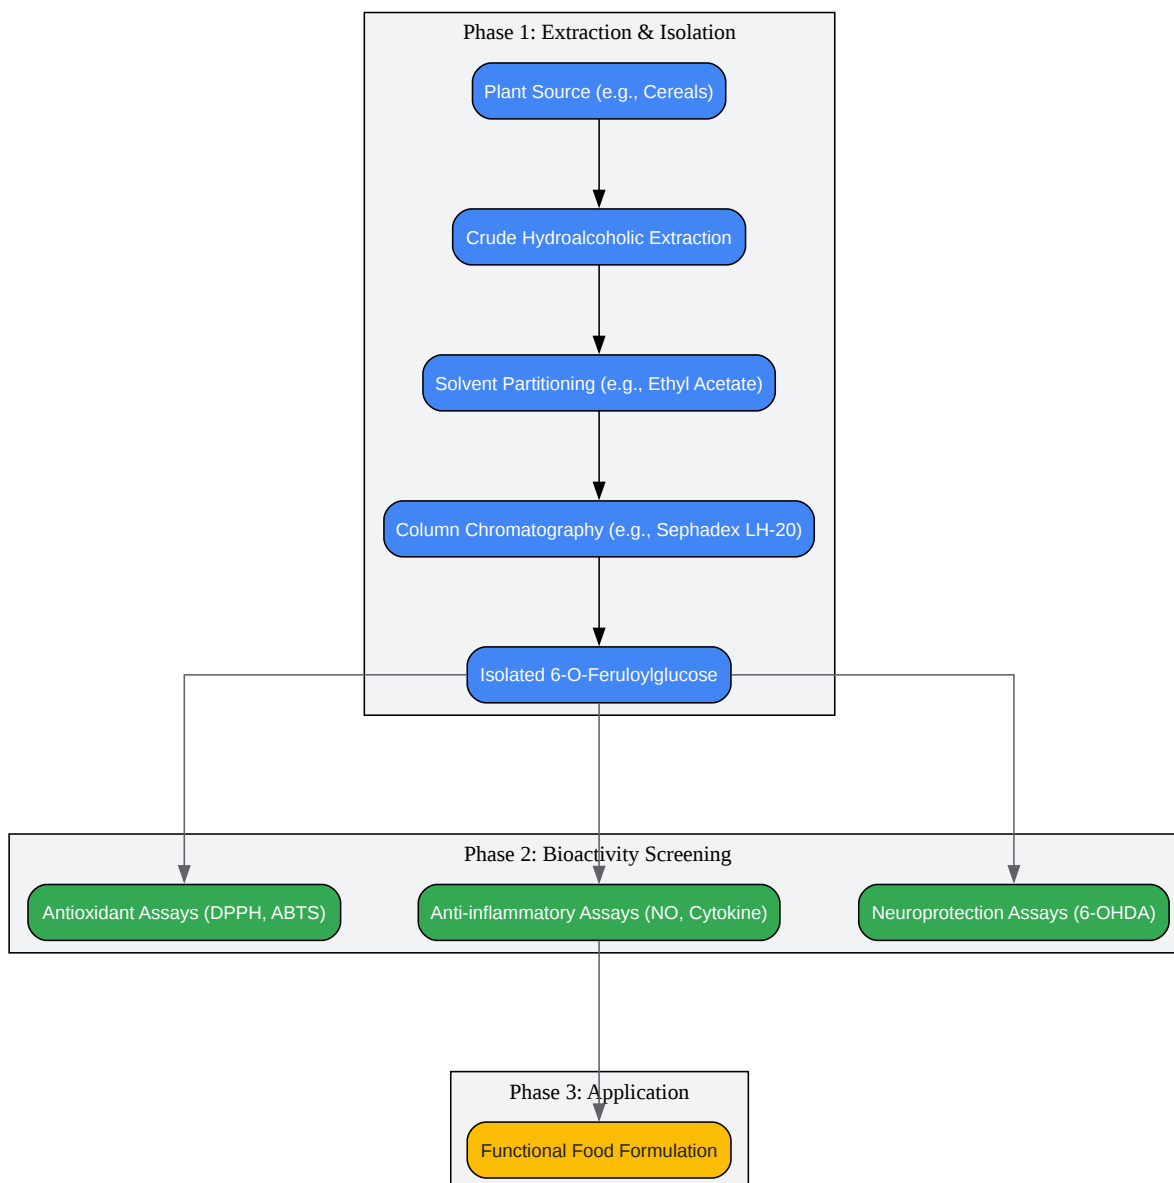 Phase 1: Extraction & Isolation
Plant Source (e.g., Cereals)
Crude Hydroalcoholic Extraction
Solvent Partitioning (e.g., Ethyl Acetate)
Column Chromatography (e.g., Sephadex LH-20)
Isolated 6-O-Feruloylglucose
Phase 2: Bioactivity Screening
Antioxidant Assays (DPPH, ABTS)
Anti-inflammatory Assays (NO, Cytokine)
Neuroprotection Assays (6-OHDA)
Phase 3: Application
Functional Food Formulation